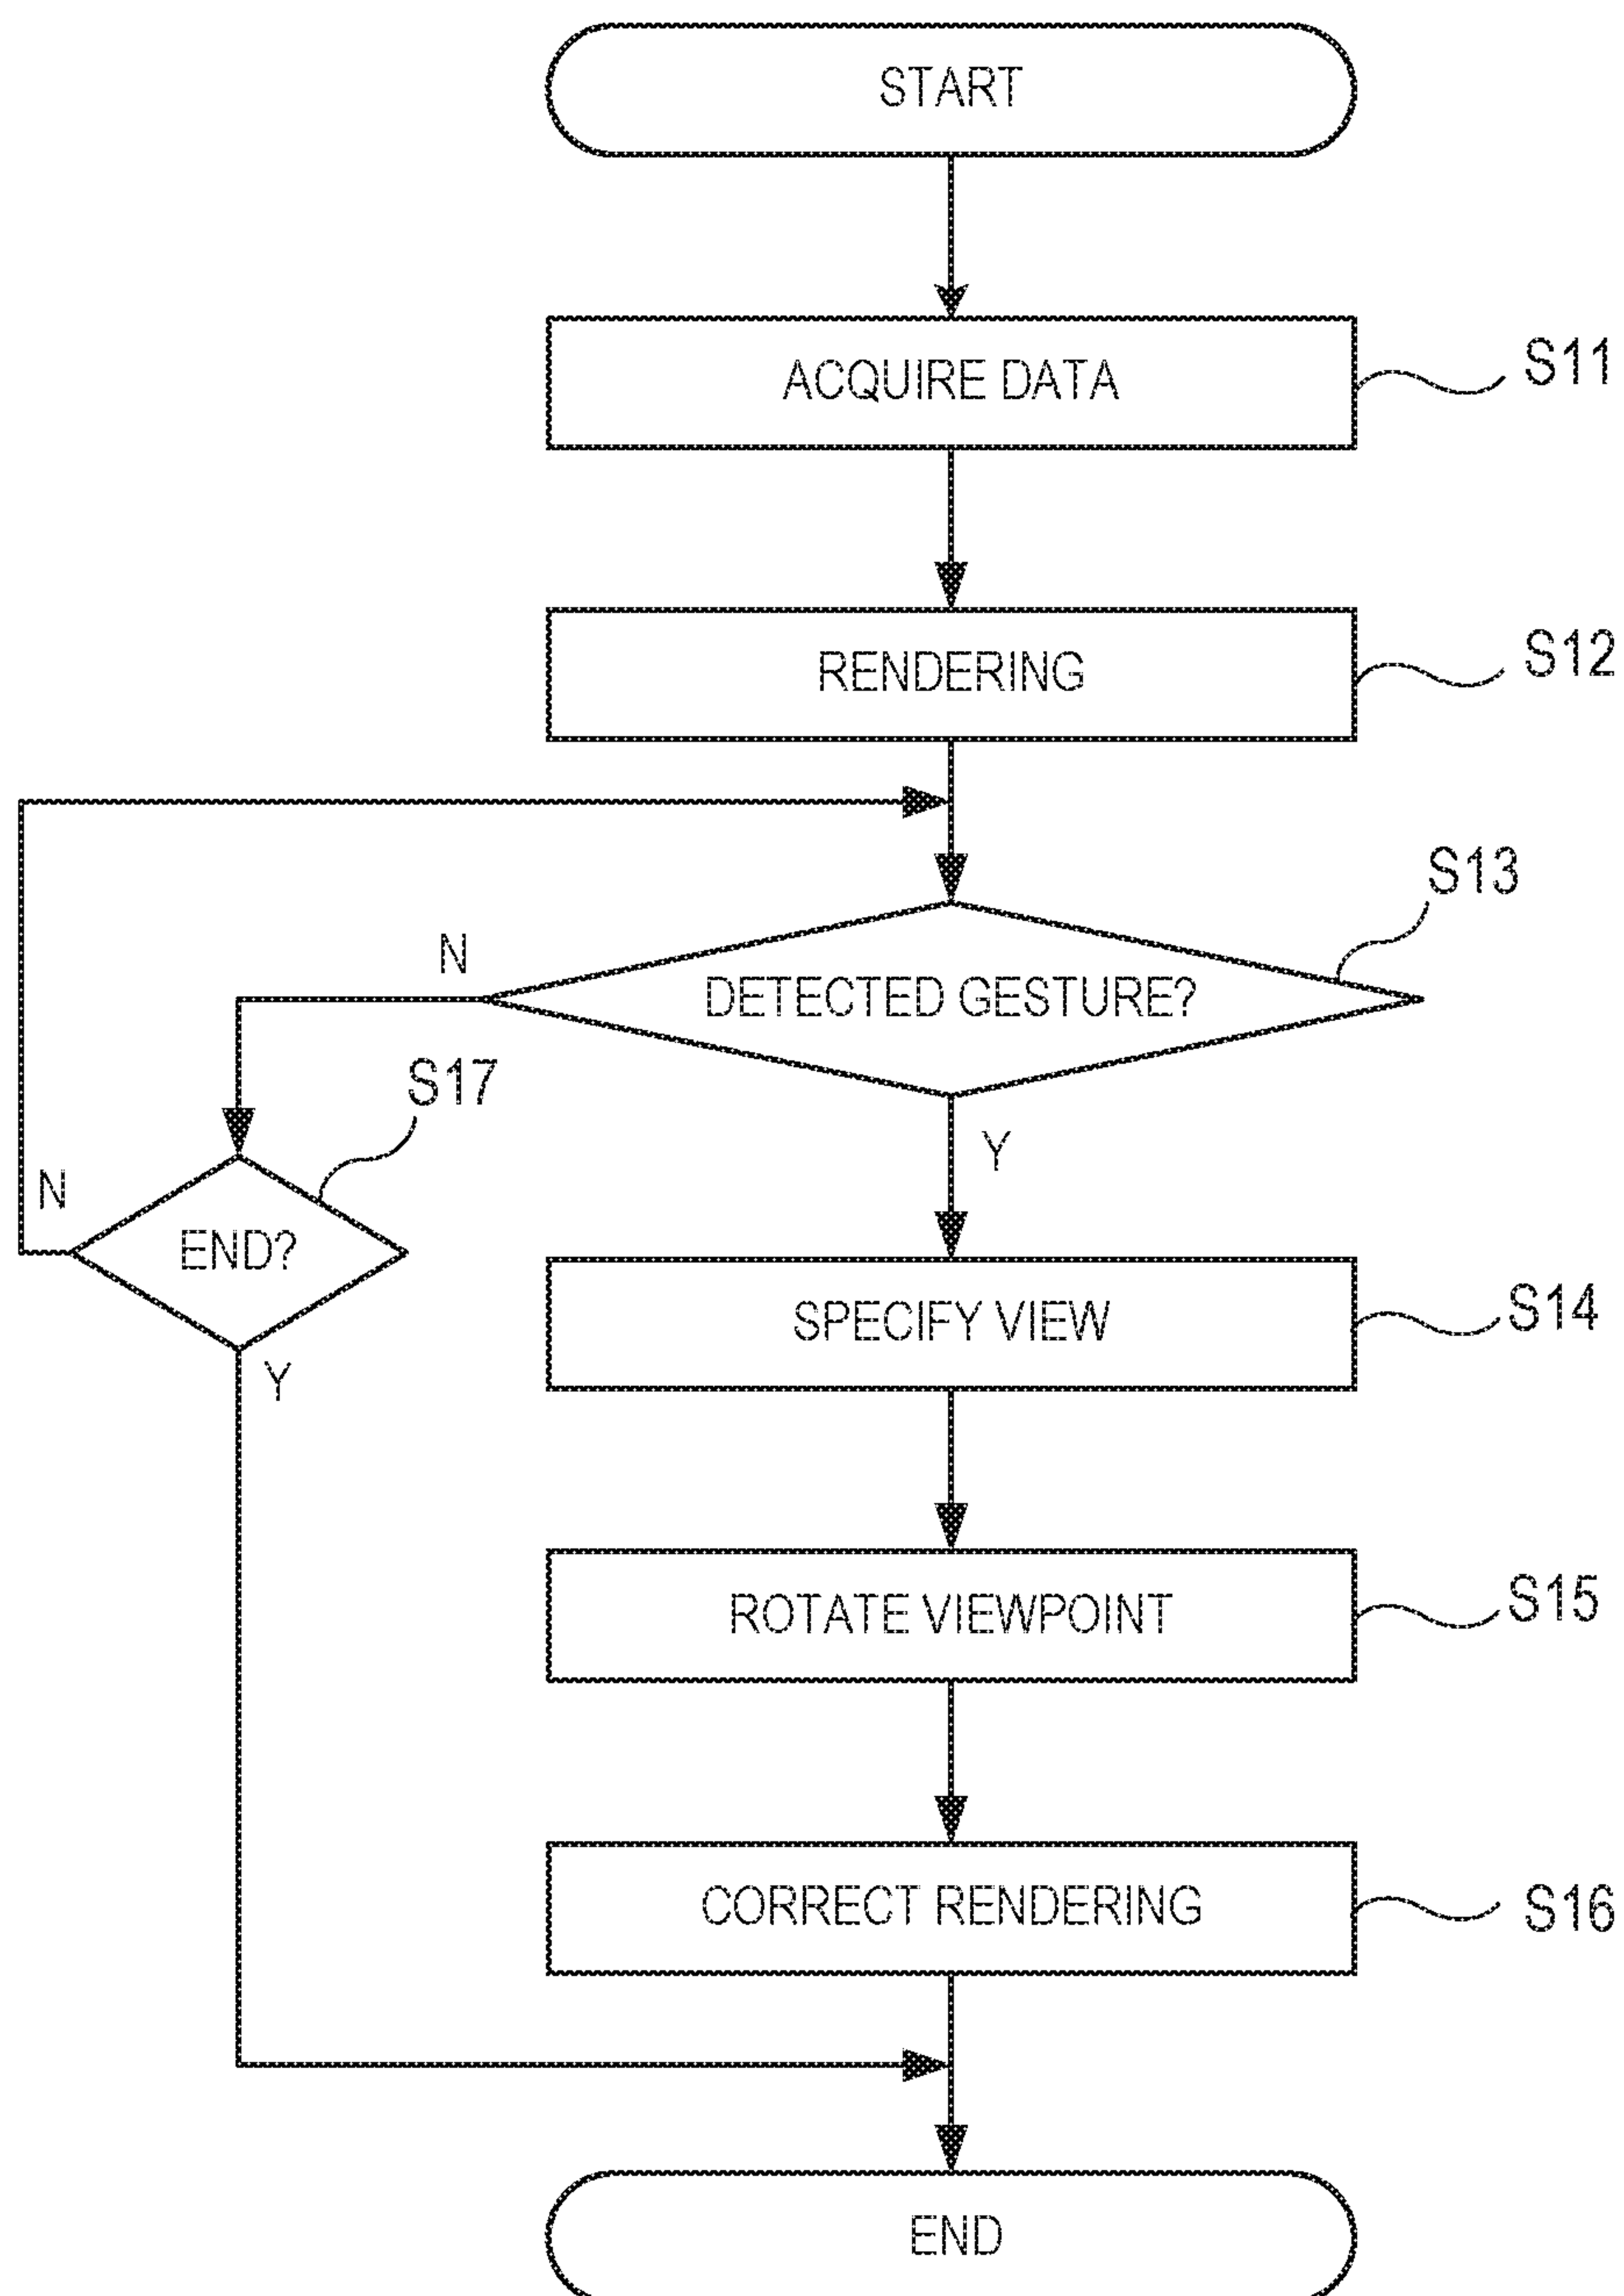 START
ACQUIRE DATA
S11
RENDERING
S12
S13
N
DETECTED GESTURE?
S17
Y
N
END?
SPECIFY VIEW
S14
Y
ROTATE VIEWPOINT
S15
CORRECT RENDERING
S16
END